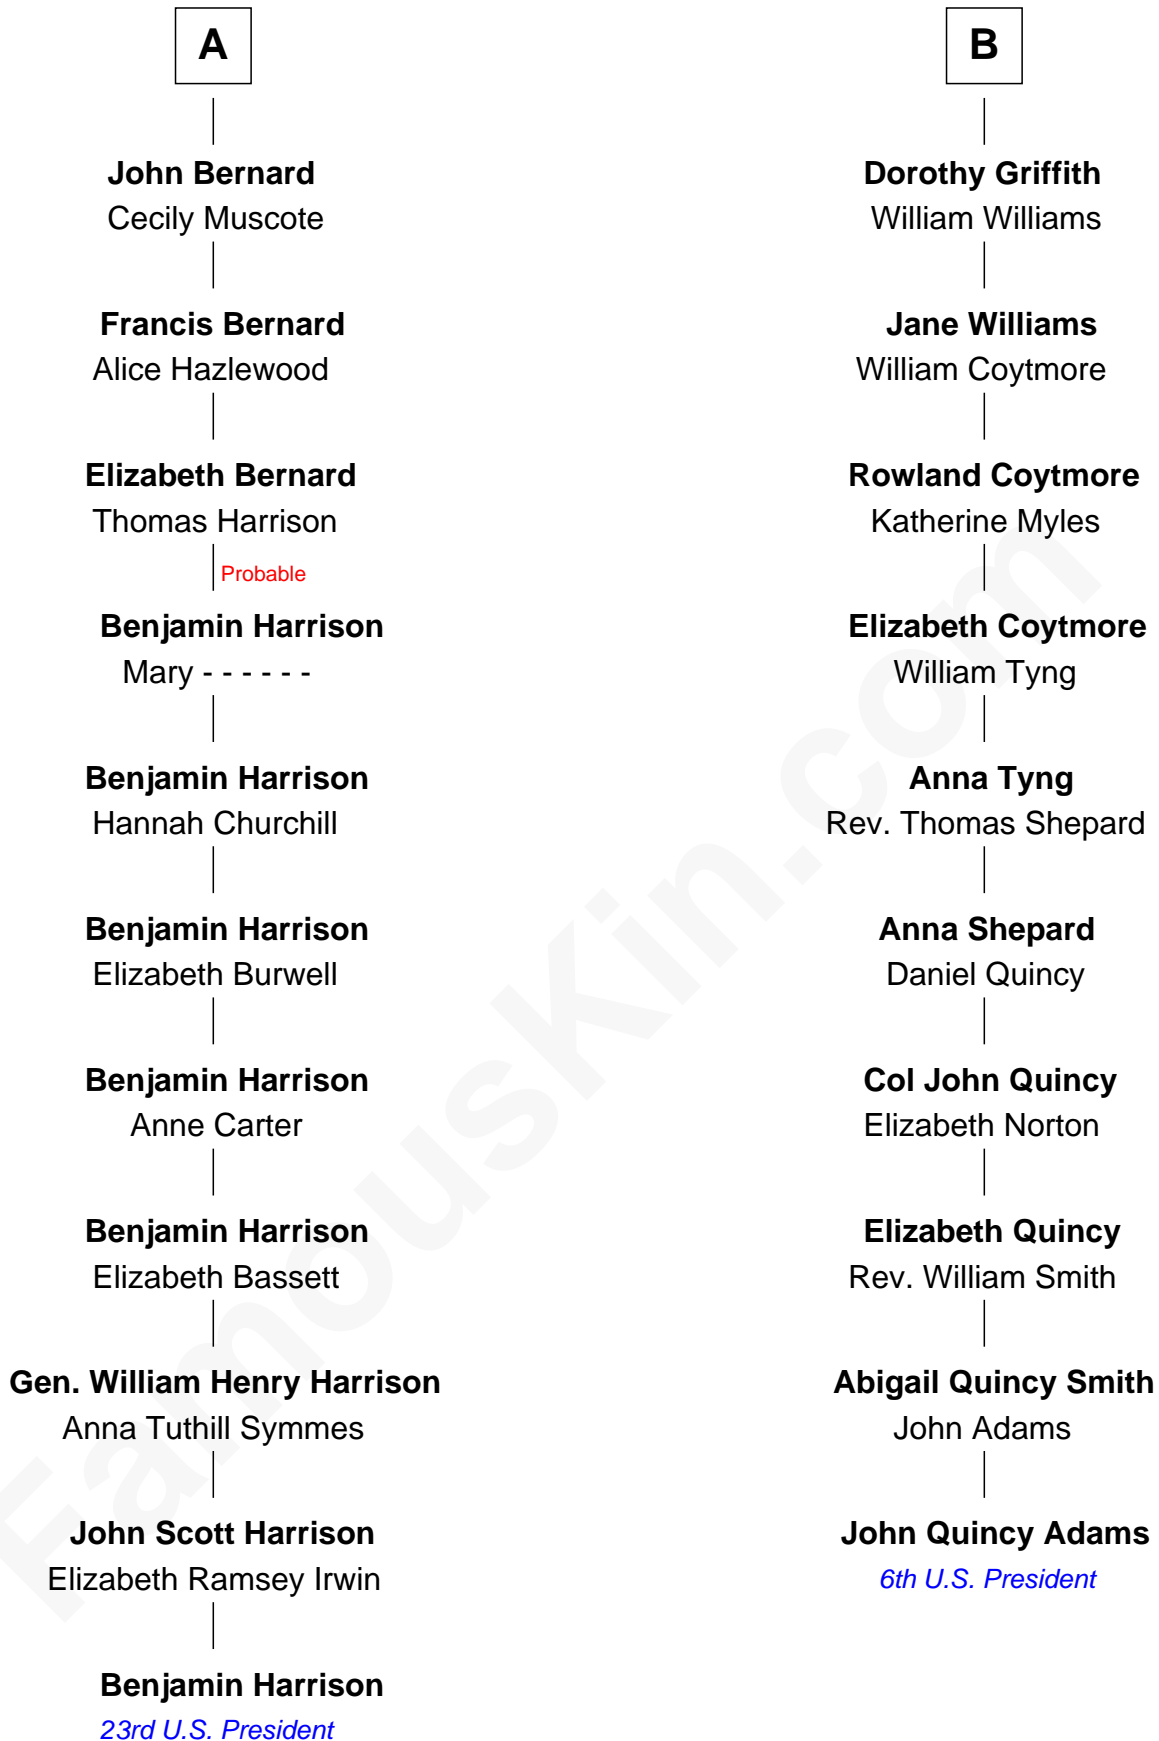 A
John Bernard
Cecily Muscote
Francis Bernard
Alice Hazlewood
Elizabeth Bernard
Thomas Harrison
Probable
Benjamin Harrison
Mary - - - - - -
Benjamin Harrison
Hannah Churchill
Benjamin Harrison
Elizabeth Burwell
Benjamin Harrison
Anne Carter
Benjamin Harrison
Elizabeth Bassett
Gen. William Henry Harrison
Anna Tuthill Symmes
John Scott Harrison
Elizabeth Ramsey Irwin
Benjamin Harrison
23rd U.S. President
B
Dorothy Griffith
William Williams
Jane Williams
William Coytmore
Rowland Coytmore
Katherine Myles
Elizabeth Coytmore
William Tyng
Anna Tyng
Rev. Thomas Shepard
Anna Shepard
Daniel Quincy
Col John Quincy
Elizabeth Norton
Elizabeth Quincy
Rev. William Smith
Abigail Quincy Smith
John Adams
John Quincy Adams
6th U.S. President
FamousKin.com